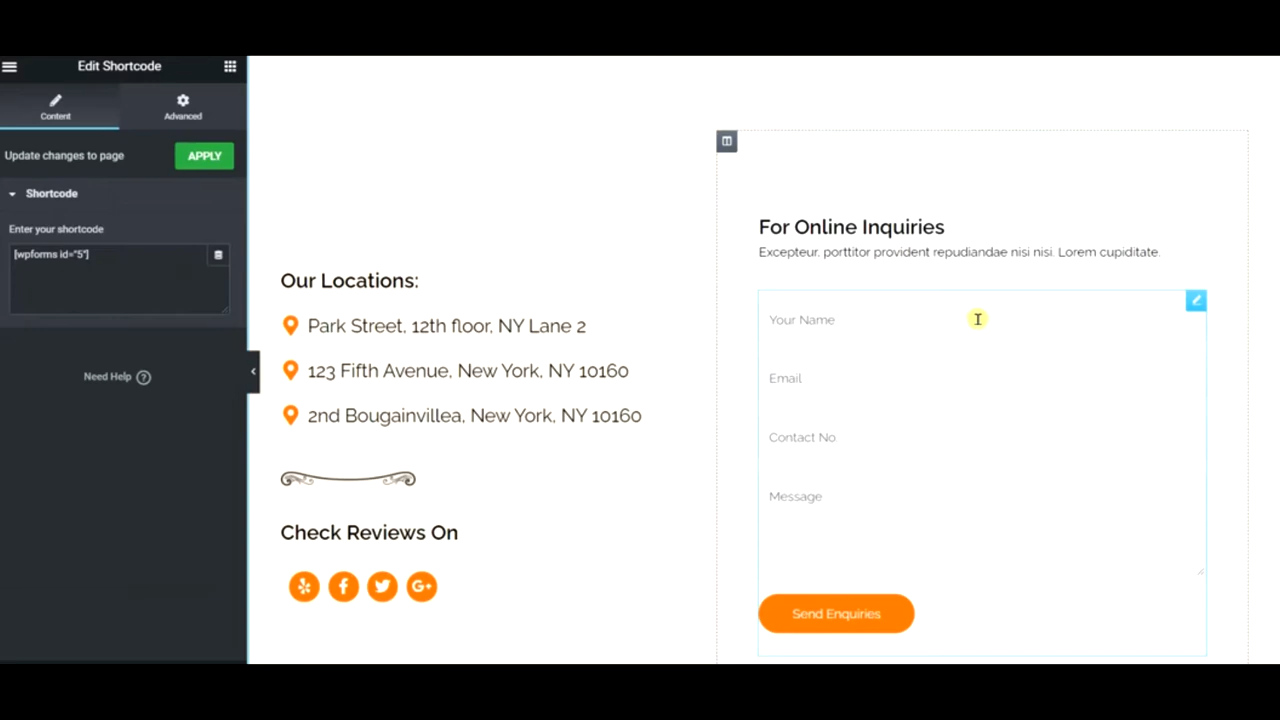 Edit Shortcode
Content
Advanced
Update changes to page
APPLY
Shortcode
Enter your shortcode
[wpforms id="5"]
Need Help ?
Our Locations:
Park Street, 12th floor, NY Lane 2
123 Fifth Avenue, New York, NY 10160
2nd Bougainvillea, New York, NY 10160
Check Reviews On
G+
For Online Inquiries
Excepteur, porttitor provident repudiandae nisi nisi. Lorem cupiditate.
Your Name
Email
Contact No
Message
Send Enquiries